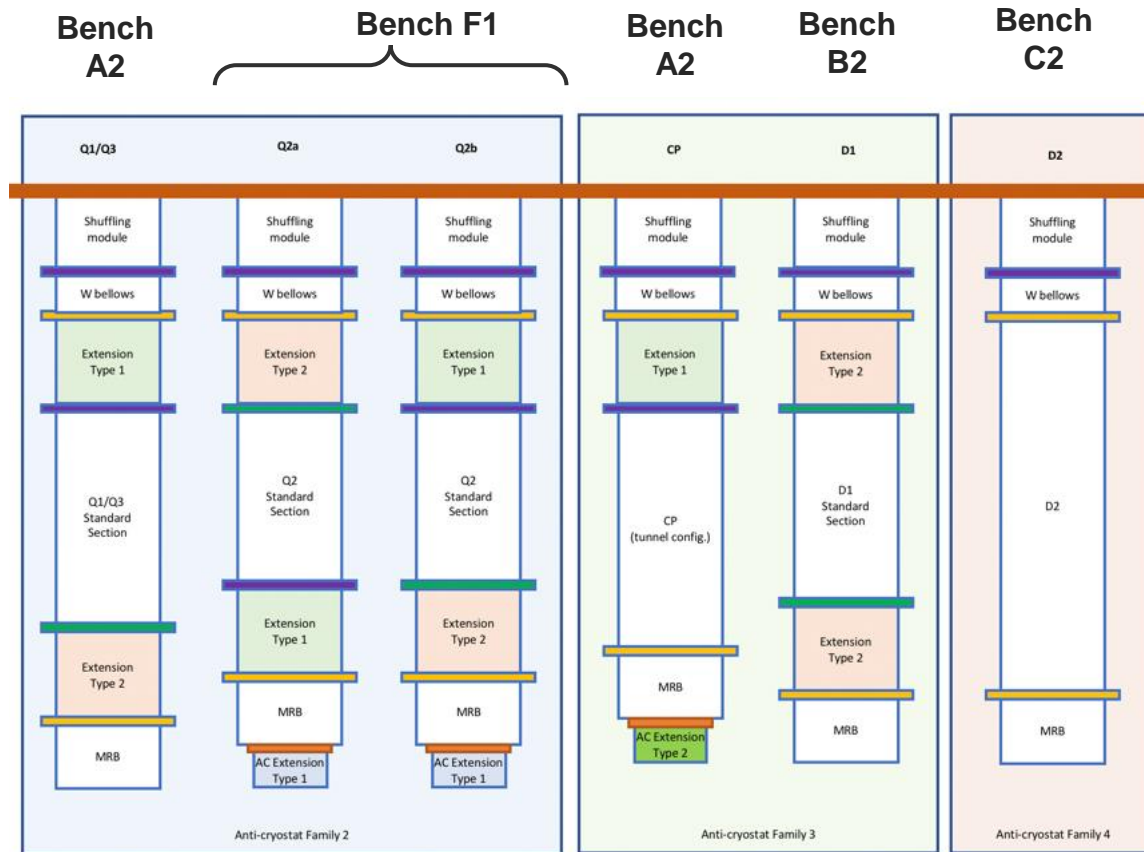 Bench
A2
Bench F1
Bench
A2
Bench
B2
Bench
C2
Q1/Q3
Shuffling
module
W bellows
Extension
Type 1
Q1/Q3
Standard
Section
Extension
Type 2
MRB
Q2a
Shuffling
module
W bellows
Extension
Type 2
Q2
Standard
Section
Extension
Type 1
MRB
AC Extension
Type 1
Q2b
Shuffling
module
W bellows
Extension
Type 1
Q2
Standard
Section
Extension
Type 2
MRB
AC Extension
Type 1
Anti-cryostat Family 2
CP
Shuffling
module
W bellows
Extension
Type 1
CP
(tunnel config.)
MRB
AC Extension
Type 2
D1
Shuffling
module
W bellows
Extension
Type 2
D1
Standard
Section
Extension
Type 2
MRB
Anti-cryostat Family 3
D2
Shuffling
module
W bellows
D2
MRB
Anti-cryostat Family 4